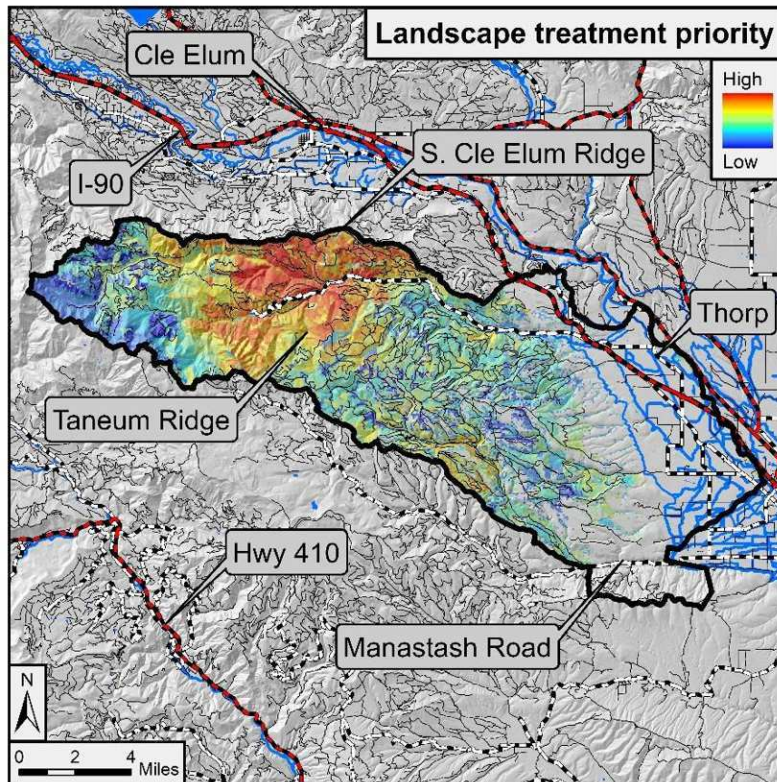 Landscape treatment priority
Cle Elum
High
Low
S. Cle Elum Ridge
I-90
Thorp
Taneum Ridge
Hwy 410
Manastash Road
N
0 2 4
Miles